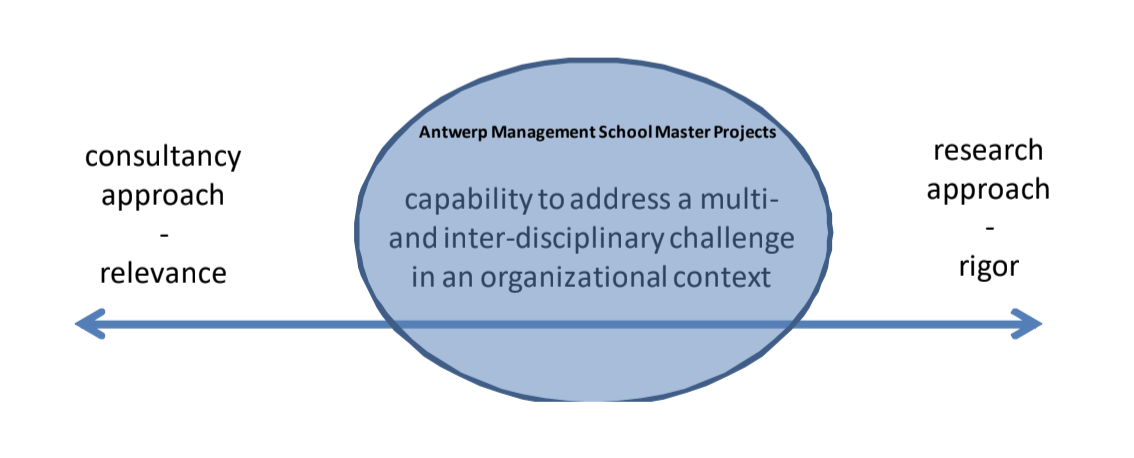 consultancy
approach
-
relevance
Antwerp Management School Master Projects
capability to address a multi-
and inter-disciplinary challenge
in an organizational context
research
approach
-
rigor